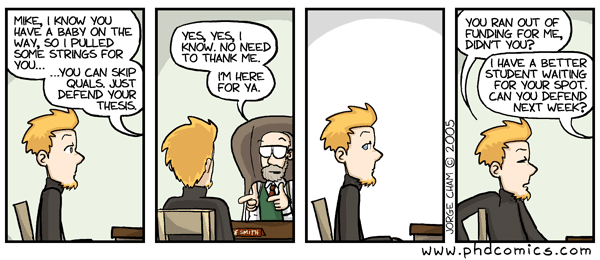 MIKE, I KNOW YOU
HAVE A BABY ON THE
WAY, SO I PULLED
SOME STRINGS FOR
YOU...
...YOU CAN SKIP
QUALS. JUST
DEFEND YOUR
THESIS.
YES, YES, I
KNOW. NO NEED
TO THANK ME.
I'M HERE
FOR YA.
SMITH
JORGE CHAM © 2005
YOU RAN OUT OF
FUNDING FOR ME,
DIDN'T YOU?
I HAVE A BETTER
STUDENT WAITING
FOR YOUR SPOT.
CAN YOU DEFEND
NEXT WEEK?
www.phdcomics.com